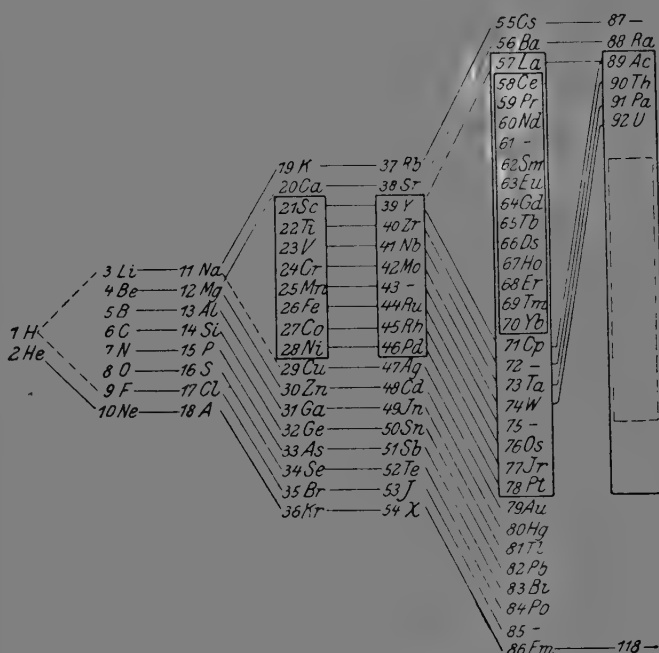 1 H
2 He
3 Li
4 Be
5 B
6 C
7 N
8 O
9 F
10 Ne
11 Na
12 Mg
13 Al
14 Si
15 P
16 S
17 Cl
18 A
19 K
20 Ca
21 Sc
22 Ti
23 V
24 Cr
25 Mn
26 Fe
27 Co
28 Ni
29 Cu
30 Zn
31 Ga
32 Ge
33 As
34 Se
35 Br
36 Kr
37 Rb
38 Sr
39 Y
40 Zr
41 Nb
42 Mo
43 -
44 Ru
45 Rh
46 Pd
47 Ag
48 Cd
49 Jn
50 Sn
51 Sb
52 Te
53 J
54 X
55 Cs
56 Ba
57 La
58 Ce
59 Pr
60 Nd
61 -
62 Sm
63 Eu
64 Gd
65 Tb
66 Ds
67 Ho
68 Er
69 Tm
70 Yb
71 Cp
72 -
73 Ta
74 W
75 -
76 Os
77 Jr
78 Pt
79 Au
80 Hg
81 Tl
82 Pb
83 Bi
84 Po
85 -
86 Em
87 -
88 Ra
89 Ac
90 Th
91 Pa
92 U
118